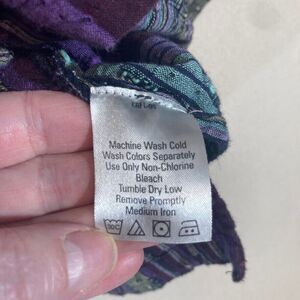 Machine Wash Cold
Wash Colors Separately
Use Only Non-Chlorine
Bleach
Tumble Dry Low
Remove Promptly
Medium Iron